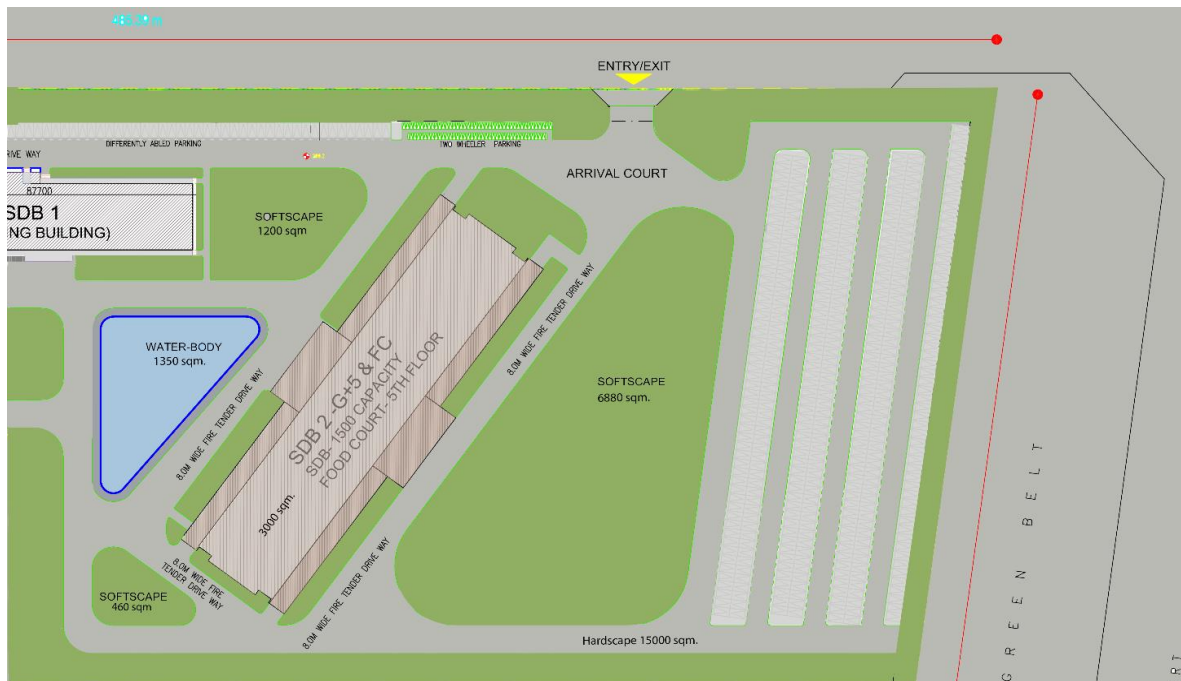 ENTRY/EXIT
DIFFERENTLY ABLED PARKING
TWO WHEELER PARKING
WAY
ARRIVAL COURT
87700
SDB 1
BUILDING)
SOFTSCAPE
1200 sqm
WATER-BODY
1350 sqm.
8.0M WIDE FIRE TENDER DRIVE WAY
8.0M WIDE FIRE TENDER DRIVE WAY
SDB 2 -G+5 & FC
SDB- 1500 CAPACITY
FOOD COURT- 5TH FLOOR
3000 sqm.
SOFTSCAPE
6880 sqm.
8.0M WIDE FIRE
TENDER DRIVE WAY
8.0M WIDE FIRE TENDER DRIVE WAY
SOFTSCAPE
460 sqm
Hardscape 15000 sqm.
GREEN BELT